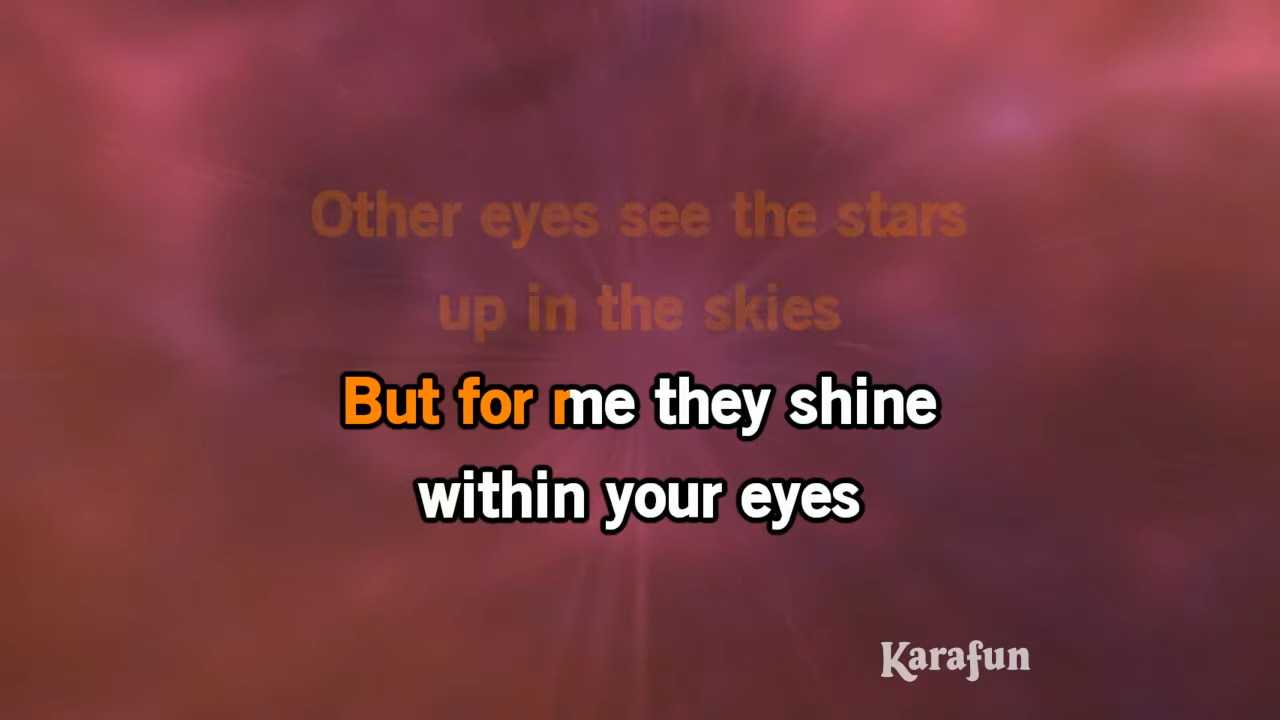 Other eyes see the stars
up in the skies
But for me they shine
within your eyes
Karafun